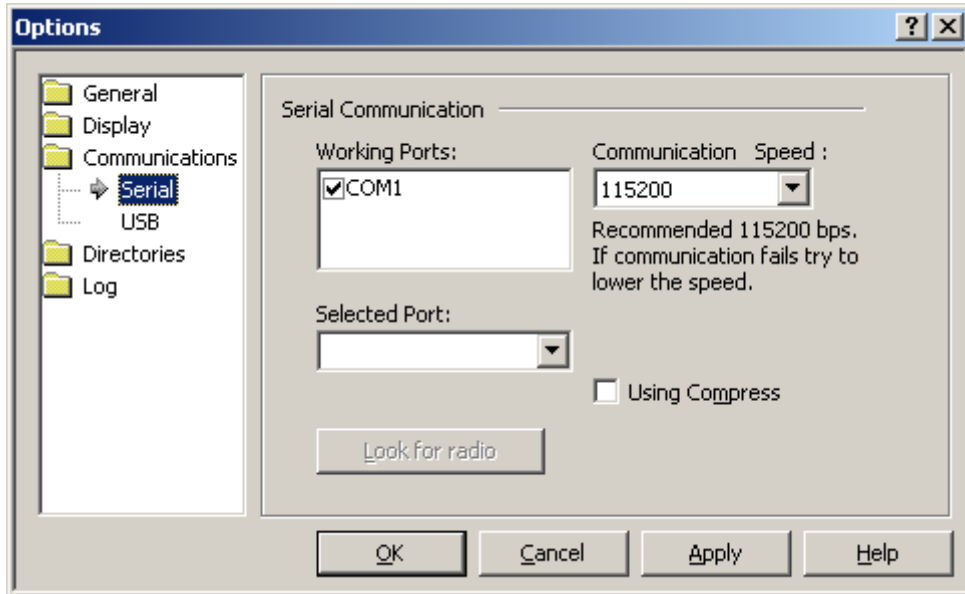 Options
General
Display
Communications
Serial
USB
Directories
Log
Serial Communication
Working Ports:
COM1
Communication Speed :
115200
Recommended 115200 bps.
If communication fails try to
lower the speed.
Selected Port:
Using Compress
Look for radio
OK
Cancel
Apply
Help